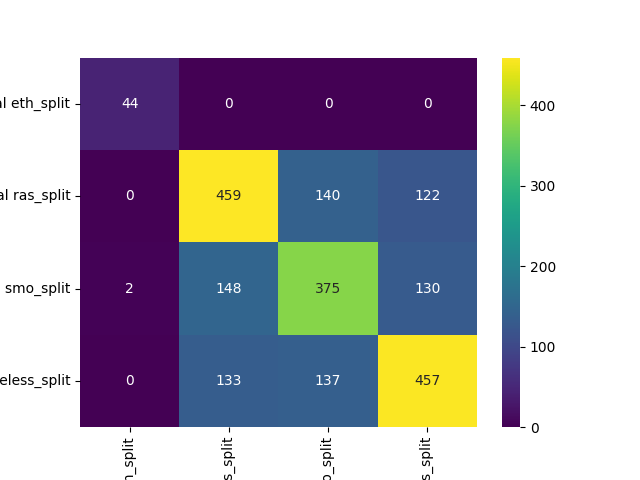 al eth_split
44 0 0 0
al ras_split
0 459 140 122
smo_split
2 148 375 130
eless_split
0 133 137 457
n_split
s_split
o_split
s_split
400
300
200
100
0